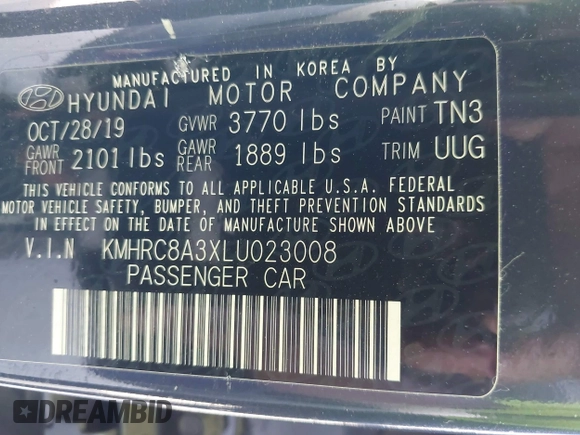 MANUFACTURED IN KOREA BY
HYUNDAI MOTOR COMPANY
OCT/28/19 GVWR 3770 lbs PAINT TN3
GAWR FRONT 2101 lbs GAWR REAR 1889 lbs TRIM UUG
THIS VEHICLE CONFORMS TO ALL APPLICABLE U.S.A. FEDERAL
MOTOR VEHICLE SAFETY, BUMPER, AND THEFT PREVENTION STANDARDS
IN EFFECT ON THE DATE OF MANUFACTURE SHOWN ABOVE
V.I.N KMHRC8A3XLU023008
PASSENGER CAR
DREAMBID